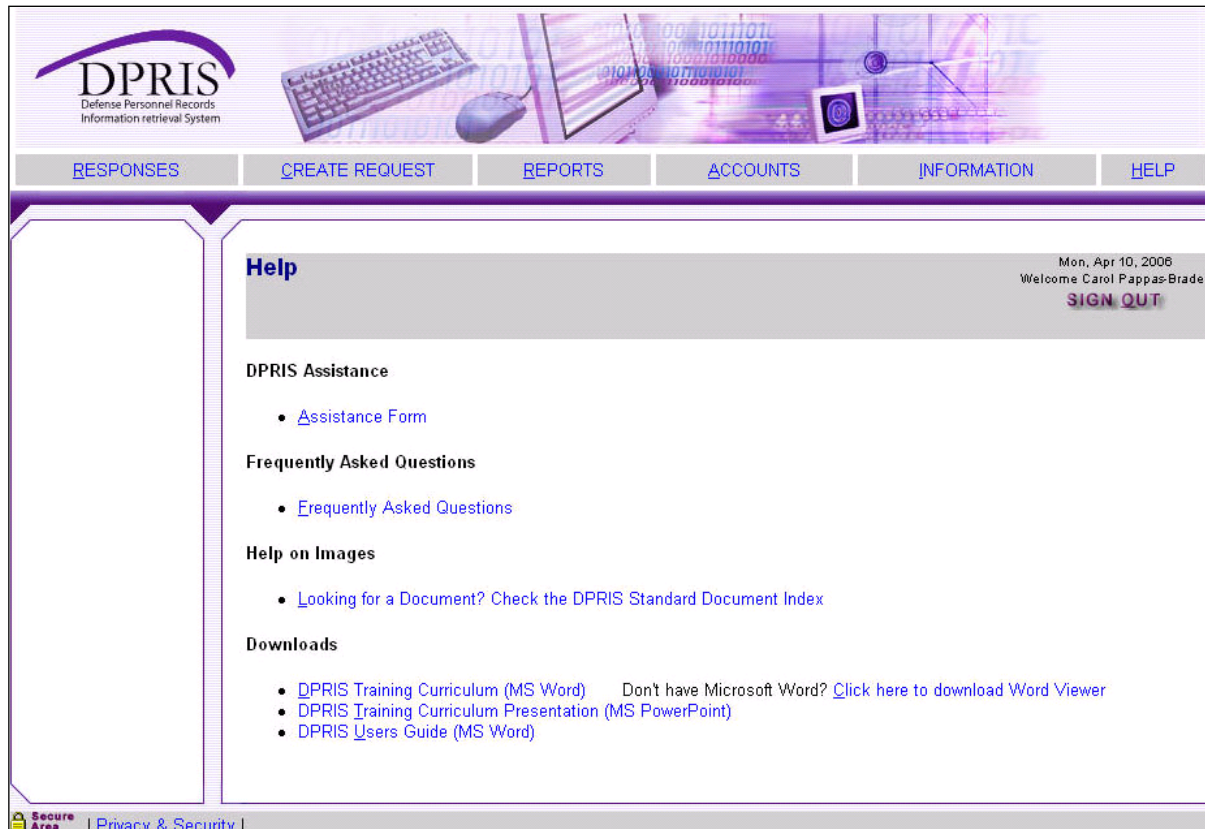 DPRIS
Defense Personnel Records
Information retrieval System
RESPONSES CREATE REQUEST REPORTS ACCOUNTS INFORMATION HELP
Help
Mon, Apr 10, 2006
Welcome Carol Pappas-Brade
SIGN OUT
DPRIS Assistance
• Assistance Form
Frequently Asked Questions
• Frequently Asked Questions
Help on Images
• Looking for a Document? Check the DPRIS Standard Document Index
Downloads
• DPRIS Training Curriculum (MS Word) Don't have Microsoft Word? Click here to download Word Viewer
• DPRIS Training Curriculum Presentation (MS PowerPoint)
• DPRIS Users Guide (MS Word)
Secure
Area | Privacy & Security |